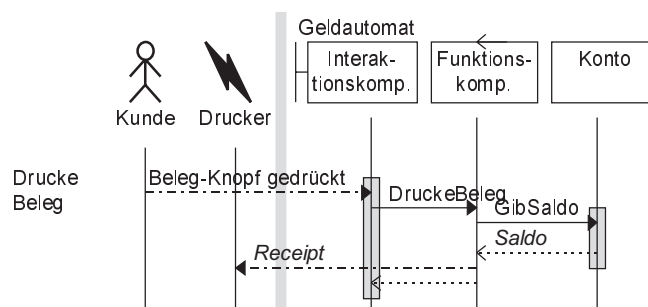 Geldautomat
Interak-
tionskomp.
Funktions-
komp.
Konto
Kunde
Drucker
Drucke
Beleg
Beleg-Knopf gedrückt
DruckeBeleg
GibSaldo
Saldo
Receipt